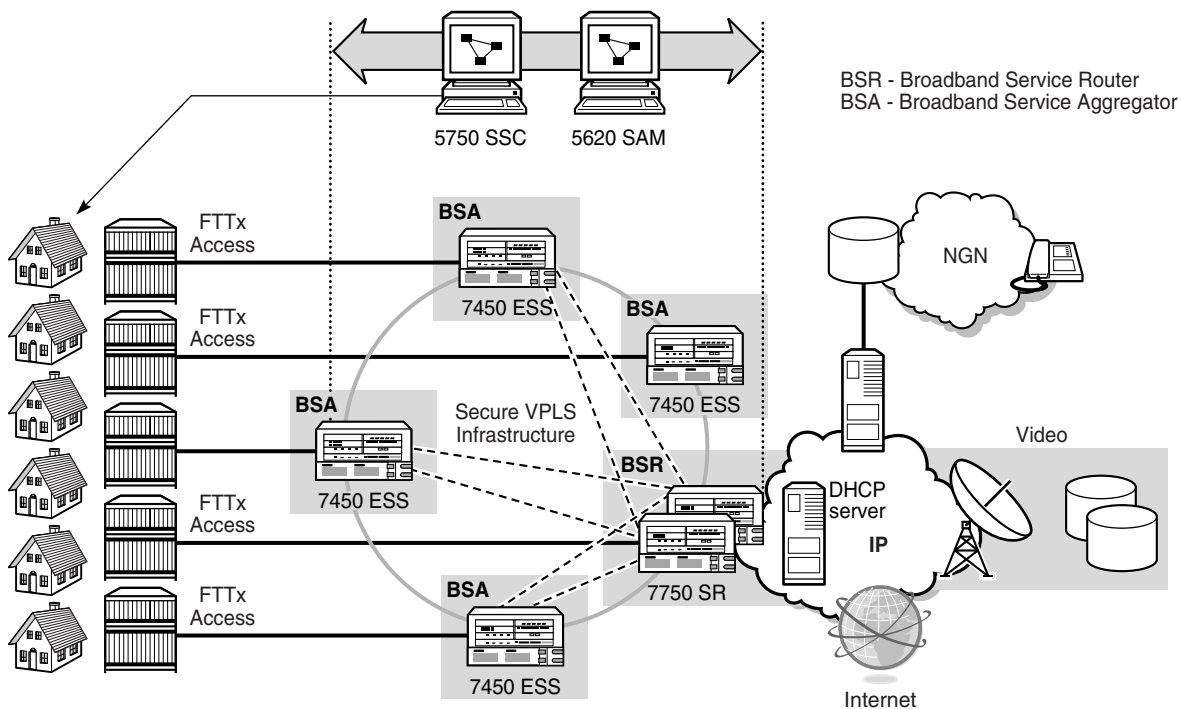 5750 SSC
5620 SAM
BSR - Broadband Service Router
BSA - Broadband Service Aggregator
FTTx
Access
BSA
7450 ESS
NGN
FTTx
Access
BSA
7450 ESS
BSA
7450 ESS
Secure VPLS
Infrastructure
Video
BSR
7750 SR
DHCP
server
IP
FTTx
Access
FTTx
Access
BSA
7450 ESS
Internet